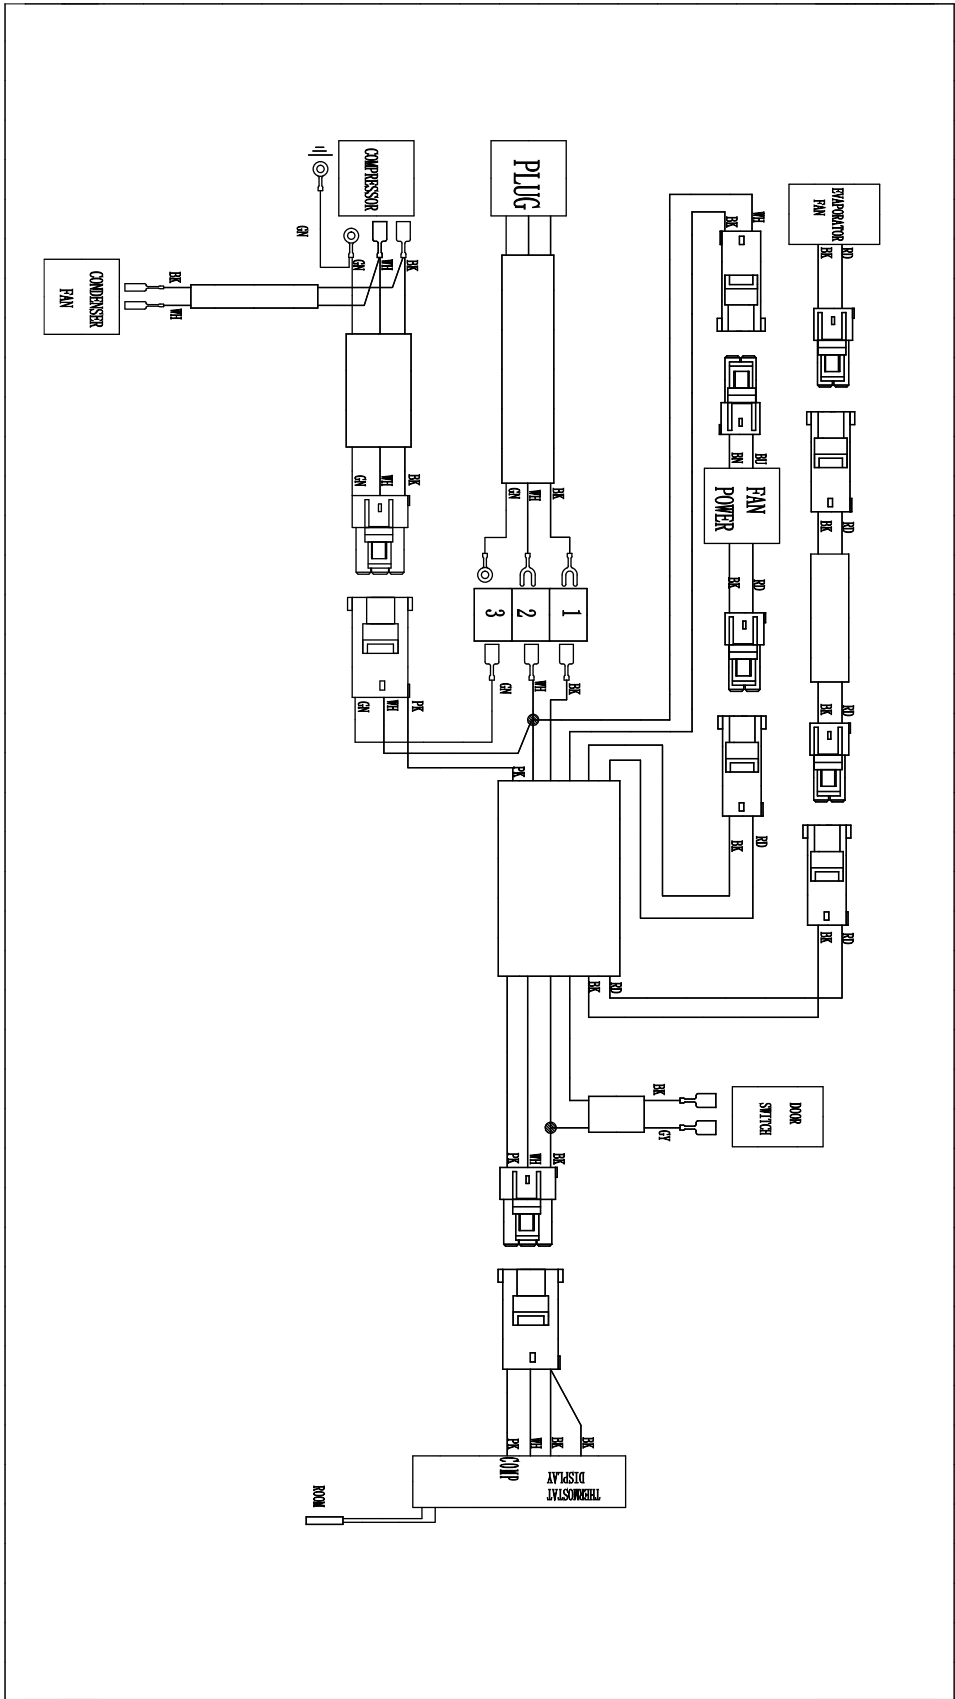 EVAPORATOR
FAN
RD
BK
RD
BK
RD
BK
RD
BK
DOOR
SWITCH
WH
BK
BU
BN
FAN
POWER
RD
BK
RD
BK
BK
GY
RD
BK
PLUG
BK
WH
GN
1
2
3
BK
WH
GN
PK
BK
WH
PK
BK
BK
WH
PK
THERMOSTAT
DISPLAY
COMP
COMPRESSOR
BK
WH
GN
BK
WH
GN
PK
WH
GN
GN
ROOM
BK
WH
CONDENSER
FAN